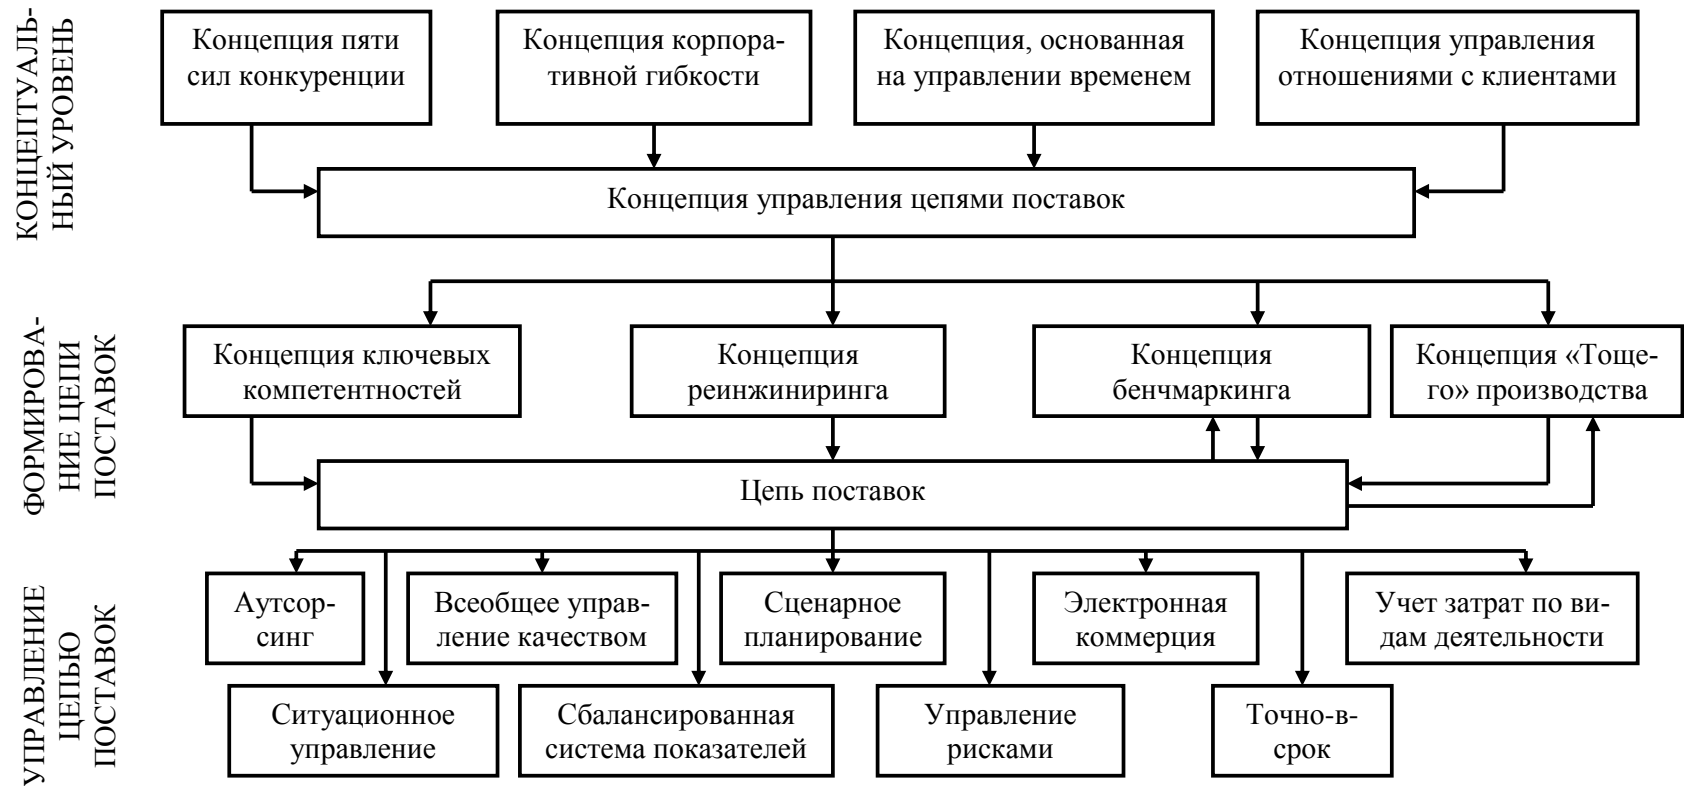 КОНЦЕПТУАЛЬ-
НЫЙ УРОВЕНЬ
Концепция пяти
сил конкуренции
Концепция корпора-
тивной гибкости
Концепция, основанная
на управлении временем
Концепция управления
отношениями с клиентами
Концепция управления цепями поставок
ФОРМИРОВА-
НИЕ ЦЕПИ
ПОСТАВОК
Концепция ключевых
компетентностей
Концепция
реинжиниринга
Концепция
бенчмаркинга
Концепция «Тоще-
го» производства
Цепь поставок
УПРАВЛЕНИЕ
ЦЕПЬЮ
ПОСТАВОК
Аутсор-
синг
Всеобщее управ-
ление качеством
Сценарное
планирование
Электронная
коммерция
Учет затрат по ви-
дам деятельности
Ситуационное
управление
Сбалансированная
система показателей
Управление
рисками
Точно-в-
срок